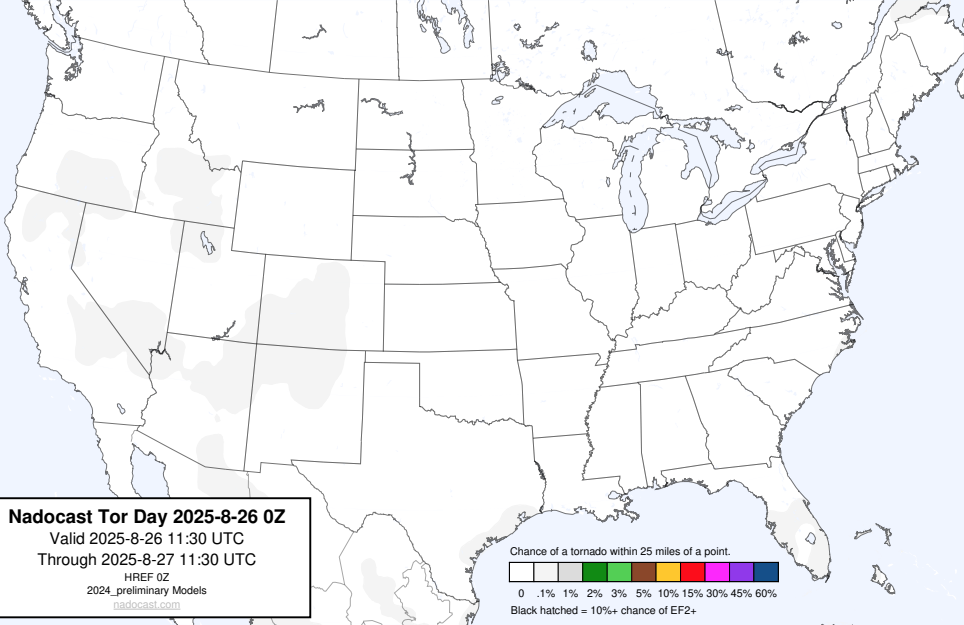 Nadocast Tor Day 2025-8-26 0Z
Valid 2025-8-26 11:30 UTC
Through 2025-8-27 11:30 UTC
HREF 0Z
2024_preliminary Models
nadocast.com
Chance of a tornado within 25 miles of a point.
0 .1% 1% 2% 3% 5% 10% 15% 30% 45% 60%
Black hatched = 10%+ chance of EF2+